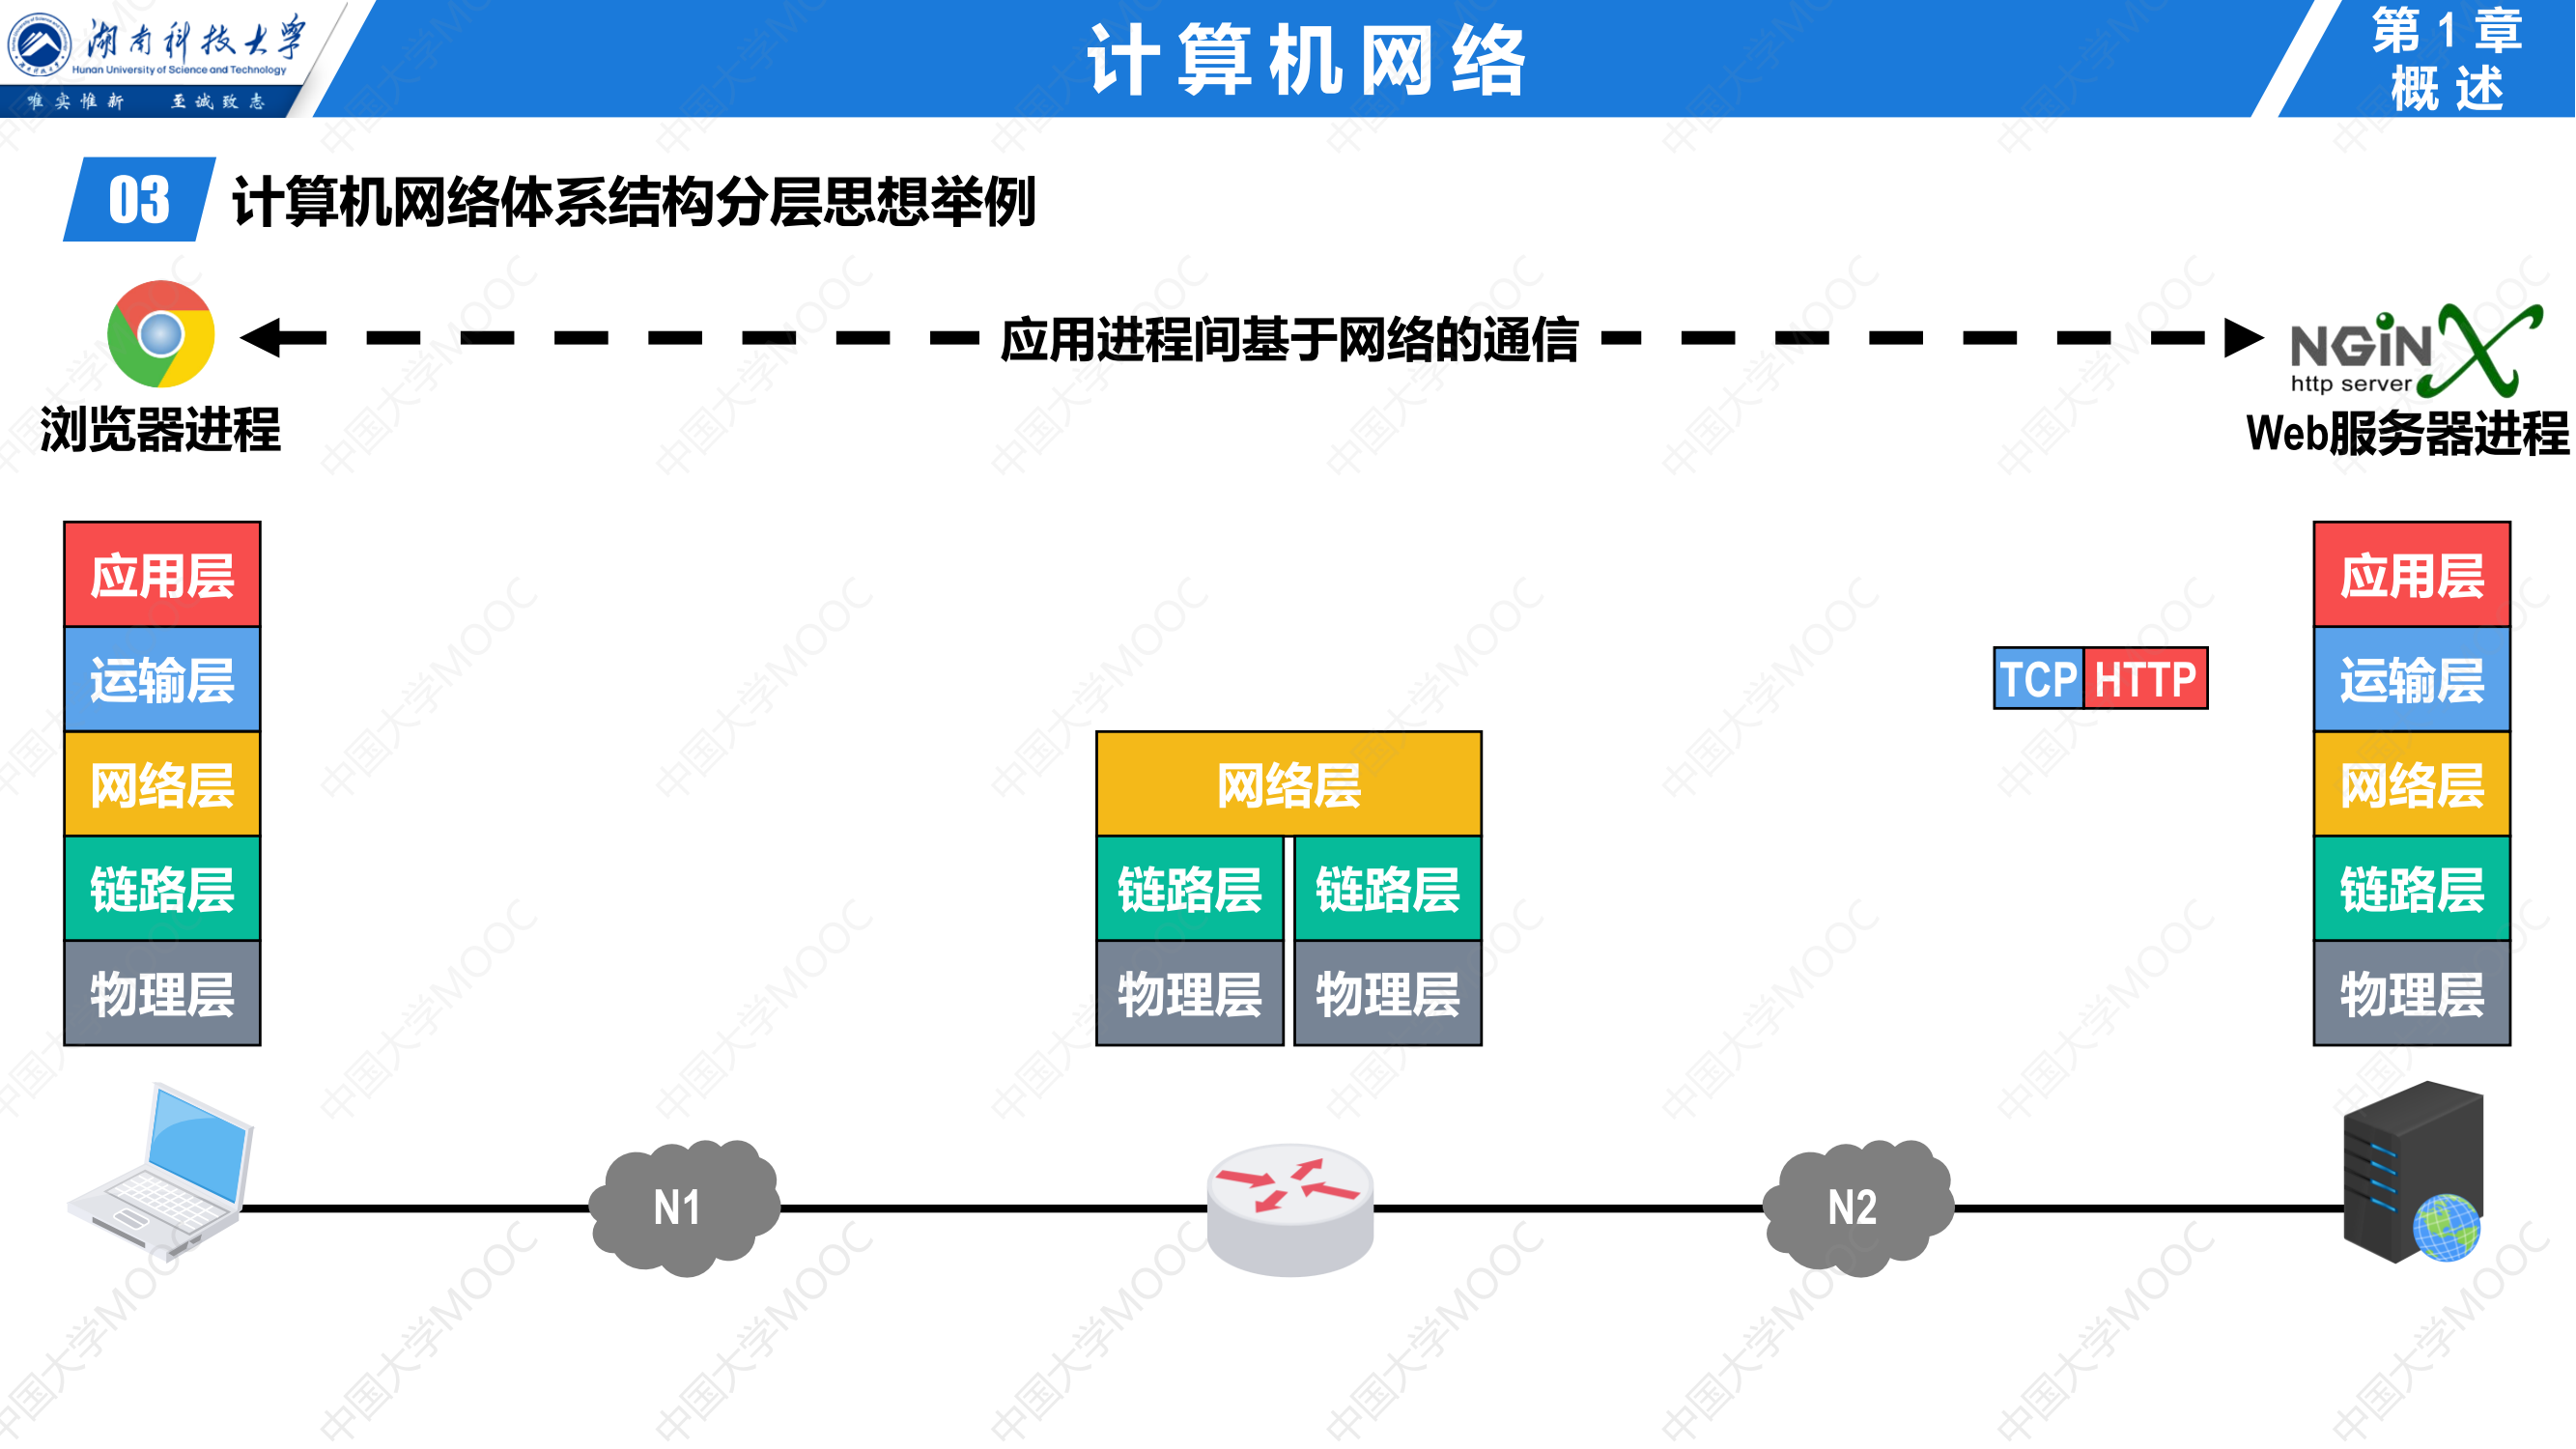 湖南科技大学
Hunan University of Science and Technology
唯实惟新 至诚致志
计算机网络
第1章
概述
03 计算机网络体系结构分层思想举例
应用进程间基于网络的通信
NGiNX
http server
浏览器进程
Web服务器进程
应用层
运输层
网络层
链路层
物理层
网络层
链路层 链路层
物理层 物理层
TCP HTTP
应用层
运输层
网络层
链路层
物理层
N1
N2
中国大学MOOC